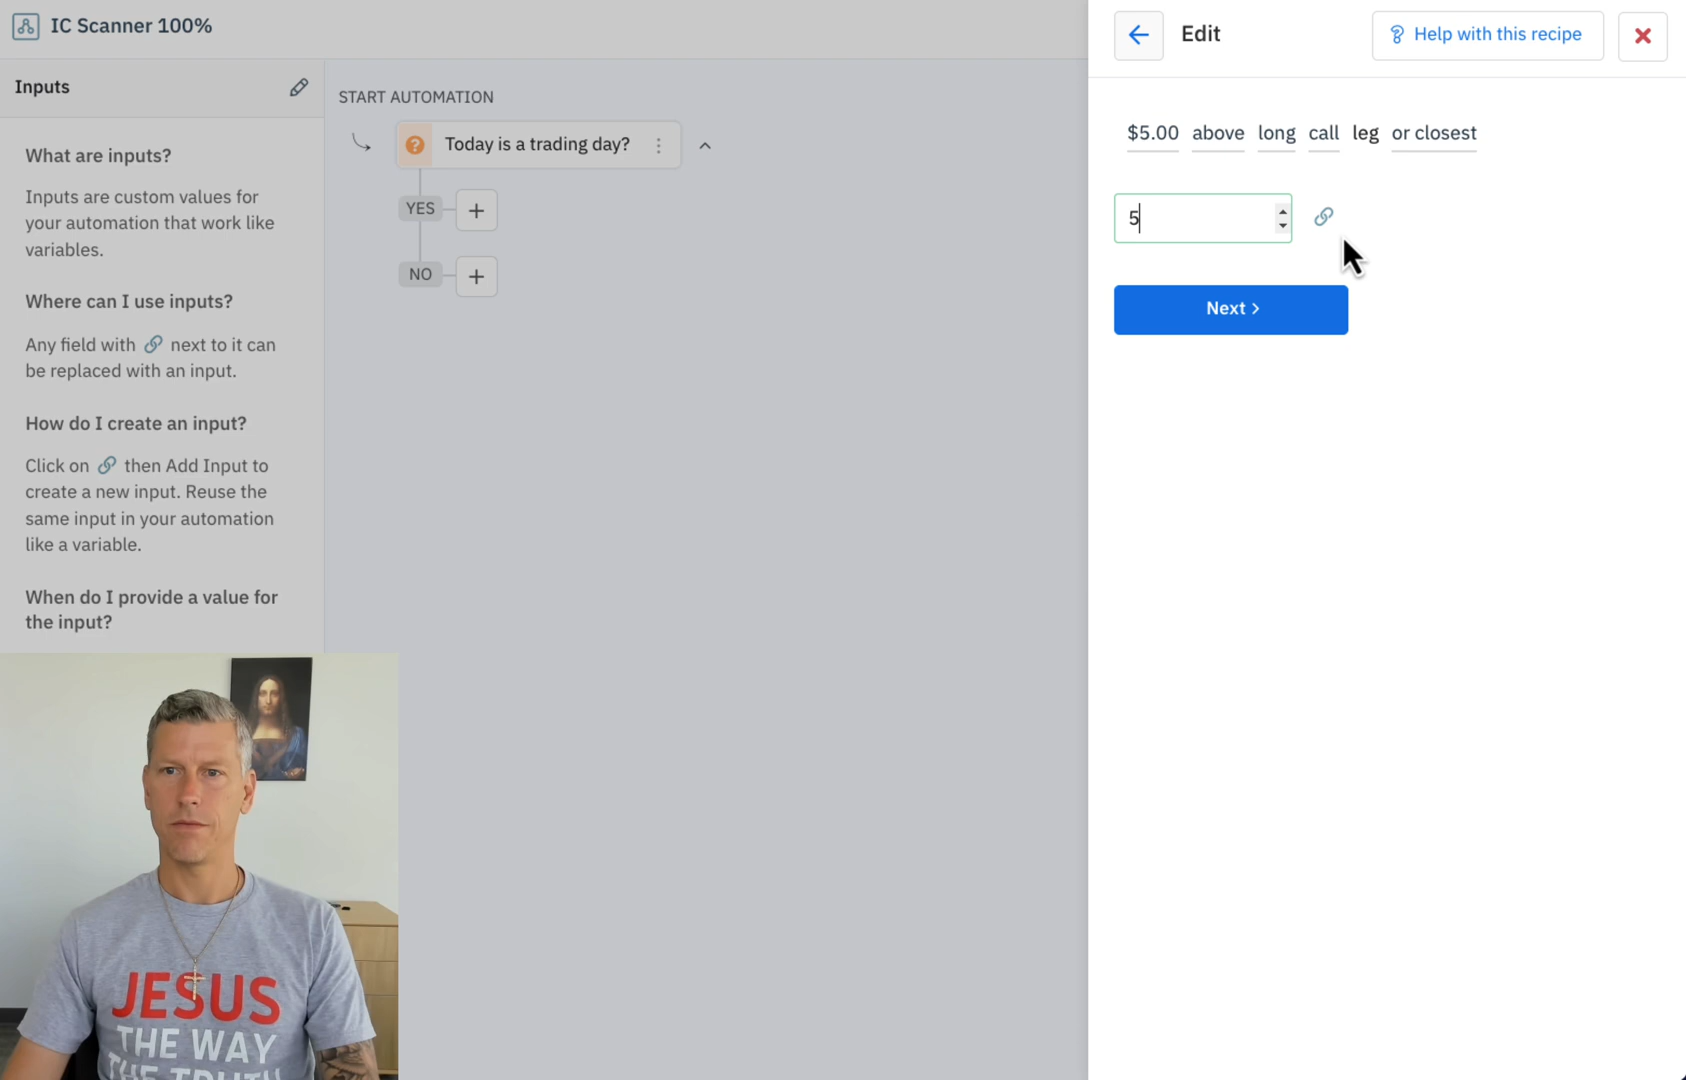 IC Scanner 100%
Inputs
What are inputs?
Inputs are custom values for
your automation that work like
variables.
Where can I use inputs?
Any field with next to it can
be replaced with an input.
How do I create an input?
Click on then Add Input to
create a new input. Reuse the
same input in your automation
like a variable.
When do I provide a value for
the input?
START AUTOMATION
Today is a trading day?
YES
NO
Edit
Help with this recipe
$5.00 above long call leg or closest
5
Next >
JESUS
THE WAY
THE TRUTH